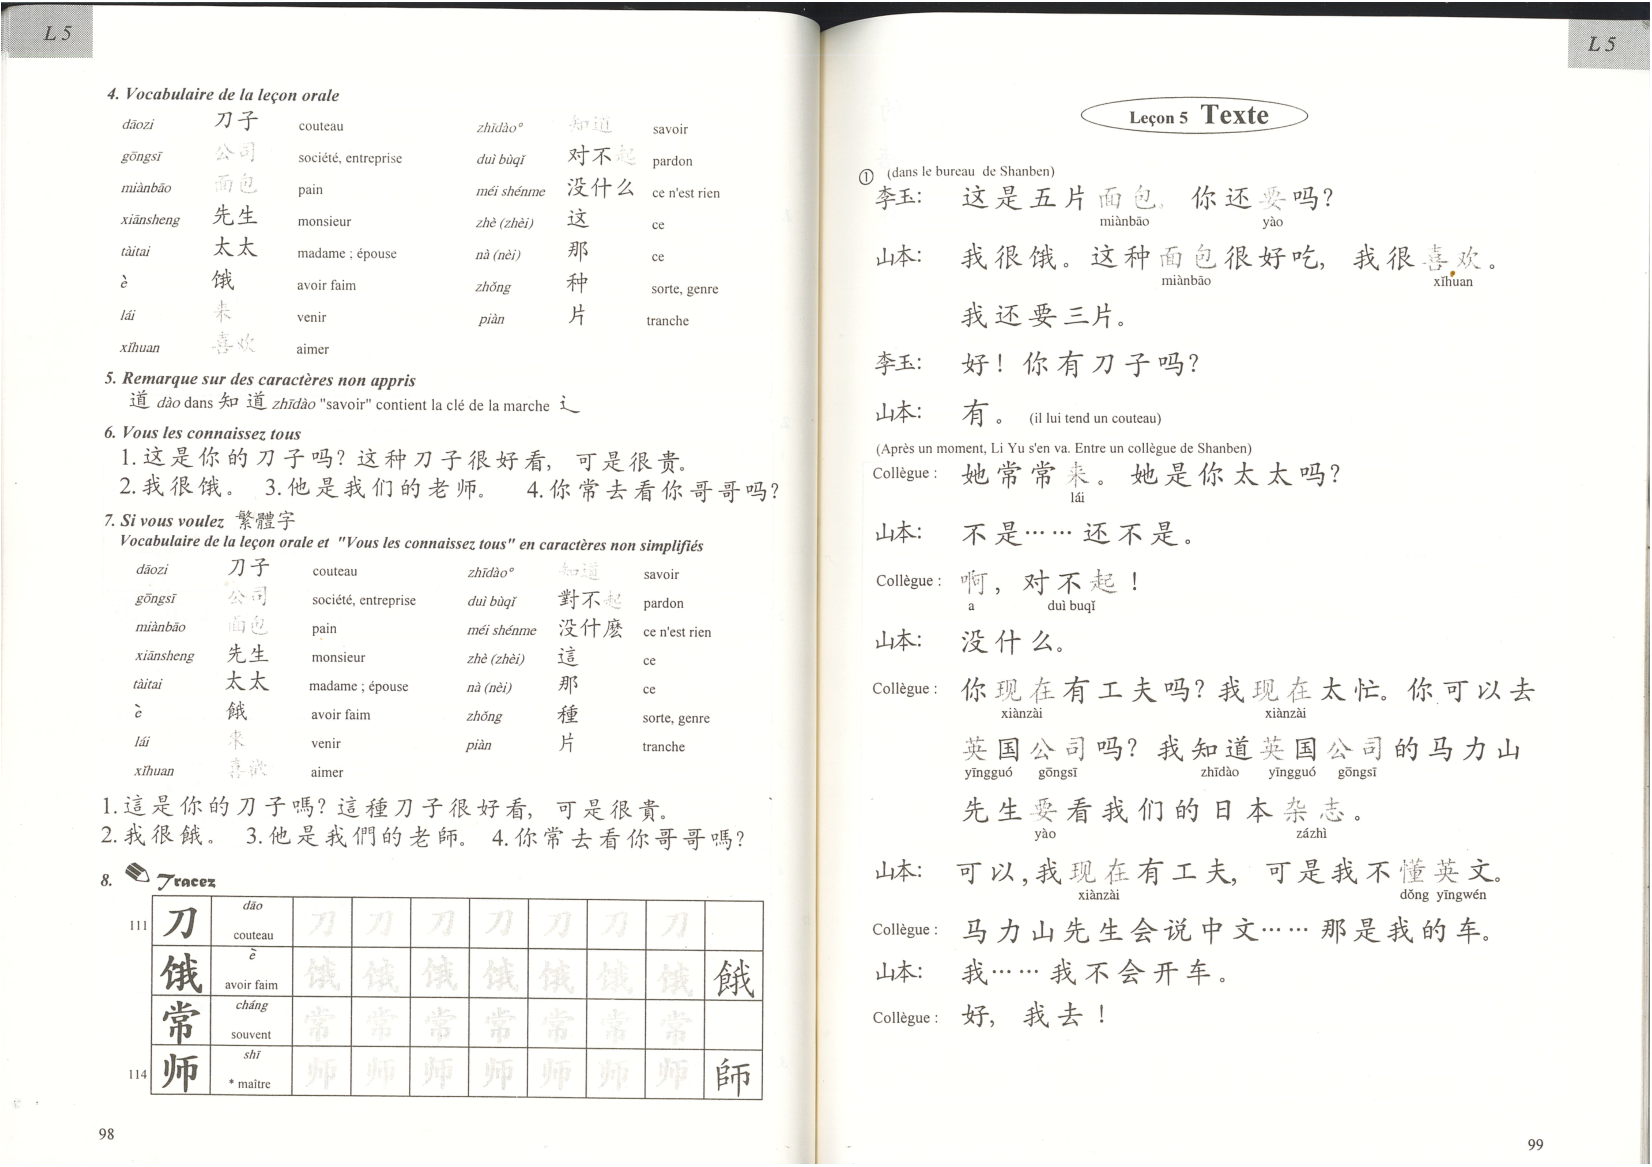 L 5
4. Vocabulaire de la leçon orale
dāozi 刀子 couteau zhīdào° 知道 savoir
gōngsī 公司 société, entreprise duì bùqǐ 对不起 pardon
miànbāo 面包 pain méi shénme 没什么 ce n'est rien
xiānsheng 先生 monsieur zhè (zhèi) 这 ce
tàitai 太太 madame ; épouse nà (nèi) 那 ce
è 饿 avoir faim zhǒng 种 sorte, genre
lái 来 venir piàn 片 tranche
xǐhuan 喜欢 aimer
5. Remarque sur des caractères non appris
道 dào dans 知道 zhīdào "savoir" contient la clé de la marche 辶
6. Vous les connaissez tous
1.这是你的刀子吗？这种刀子很好看，可是很贵。
2.我很饿。 3.他是我们的老师。 4.你常去看你哥哥吗？
7. Si vous voulez 繁體字
Vocabulaire de la leçon orale et "Vous les connaissez tous" en caractères non simplifiés
dāozi 刀子 couteau zhīdào° 知道 savoir
gōngsī 公司 société, entreprise duì bùqǐ 對不起 pardon
miànbāo 面包 pain méi shénme 没什麽 ce n'est rien
xiānsheng 先生 monsieur zhè (zhèi) 這 ce
tàitai 太太 madame ; épouse nà (nèi) 那 ce
è 餓 avoir faim zhǒng 種 sorte, genre
lái 來 venir piàn 片 tranche
xǐhuan 喜歡 aimer
1.這是你的刀子嗎？這種刀子很好看，可是很貴。
2.我很餓。 3.他是我們的老師。 4.你常去看你哥哥嗎？
8. Tracez
111 刀 dāo couteau 刀 刀 刀 刀 刀 刀 刀
饿 è avoir faim 饿 饿 饿 饿 饿 饿 饿 餓
常 cháng souvent 常 常 常 常 常 常 常
114 师 shī * maître 师 师 师 师 师 师 师 師
98
L 5
Leçon 5 Texte
① (dans le bureau de Shanben)
李玉： 这是五片面包。你还要吗？
miànbāo yào
山本： 我很饿。这种面包很好吃，我很喜欢。
miànbāo xǐhuan
我还要三片。
李玉： 好！你有刀子吗？
山本： 有。 (il lui tend un couteau)
(Après un moment, Li Yu s'en va. Entre un collègue de Shanben)
Collègue : 她常常来。她是你太太吗？
lái
山本： 不是……还不是。
Collègue : 啊，对不起！
a duì buqǐ
山本： 没什么。
Collègue : 你现在有工夫吗？我现在太忙。你可以去
xiànzài xiànzài
英国公司吗？我知道英国公司的马力山
yīngguó gōngsī zhīdào yīngguó gōngsī
先生要看我们的日本杂志。
yào zázhì
山本： 可以，我现在有工夫，可是我不懂英文。
xiànzài dǒng yīngwén
Collègue : 马力山先生会说中文……那是我的车。
山本： 我……我不会开车。
Collègue : 好，我去！
99